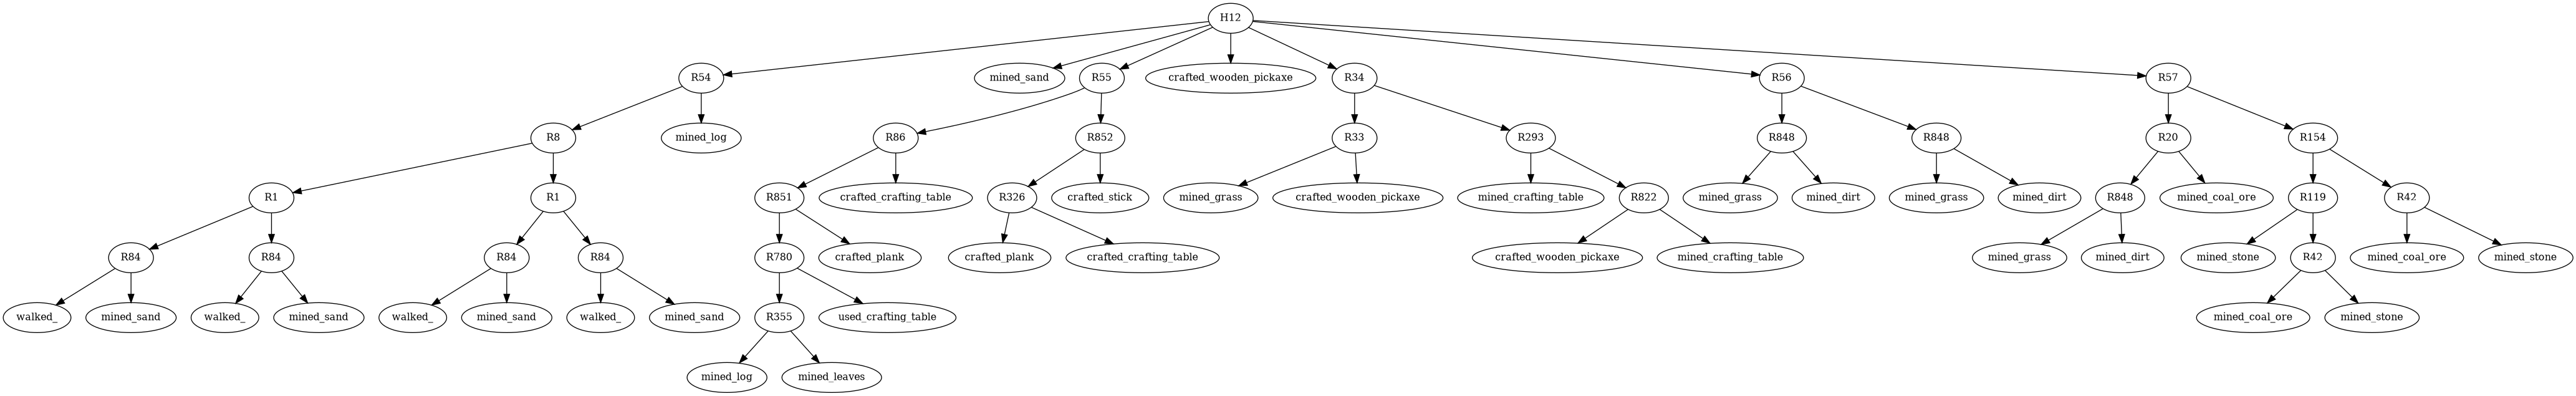 H12
R54
mined_sand
R55
crafted_wooden_pickaxe
R34
R56
R57
R8
mined_log
R86
R852
R33
R293
R848
R848
R20
R154
R1
R1
R851
crafted_crafting_table
R326
crafted_stick
mined_grass
crafted_wooden_pickaxe
mined_crafting_table
R822
mined_grass
mined_dirt
mined_grass
mined_dirt
R848
mined_coal_ore
R119
R42
R84
R84
R84
R84
R780
crafted_plank
crafted_plank
crafted_crafting_table
crafted_wooden_pickaxe
mined_crafting_table
mined_grass
mined_dirt
mined_stone
R42
mined_coal_ore
mined_stone
walked_
mined_sand
walked_
mined_sand
walked_
mined_sand
walked_
mined_sand
R355
used_crafting_table
mined_coal_ore
mined_stone
mined_log
mined_leaves